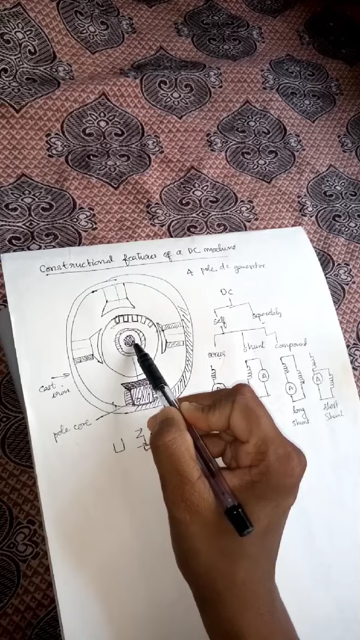 Constructional features of a DC machine
4 pole dc generator
DC
Self
separately
series
shunt
compound
A
A
A
Cast iron
pole core
long shunt
short shunt